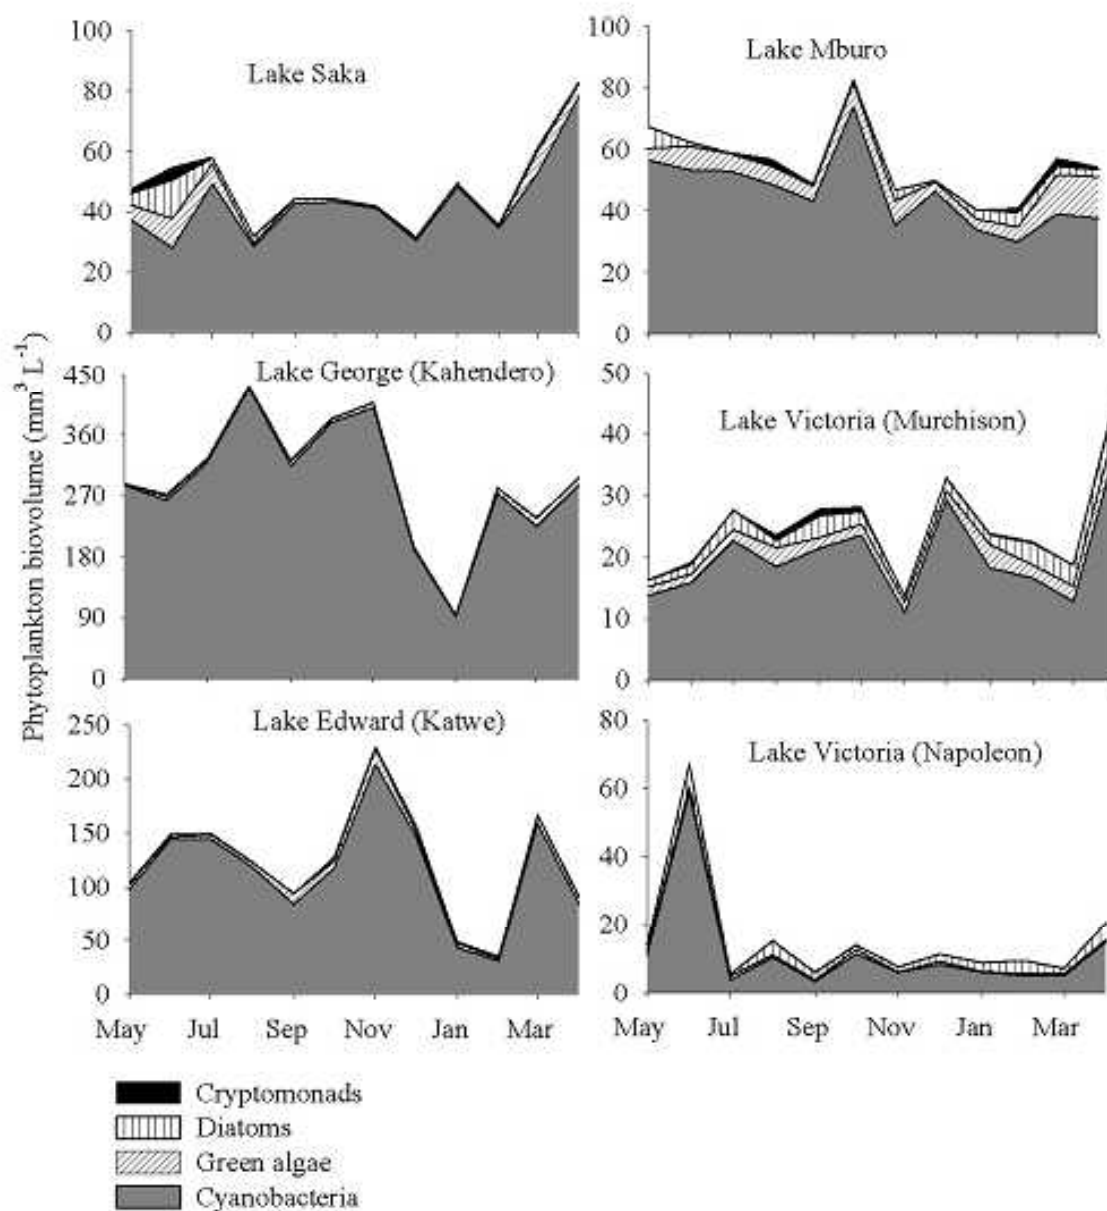 100
80
60
40
20
0
Lake Saka
100
80
60
40
20
0
Lake Mburo
Phytoplankton biovolume (mm³ L⁻¹)
450
360
270
180
90
0
Lake George (Kahendero)
50
40
30
20
10
0
Lake Victoria (Murchison)
250
200
150
100
50
0
Lake Edward (Katwe)
80
60
40
20
0
Lake Victoria (Napoleon)
May Jul Sep Nov Jan Mar
May Jul Sep Nov Jan Mar
Cryptomonads
Diatoms
Green algae
Cyanobacteria